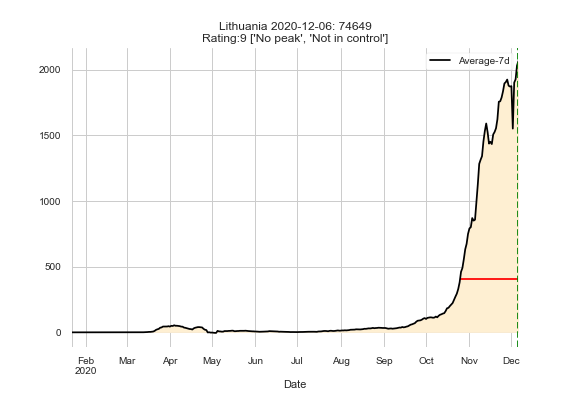 Lithuania 2020-12-06: 74649
Rating:9 ['No peak', 'Not in control']
Average-7d
2000
1500
1000
500
0
Feb Mar Apr May Jun Jul Aug Sep Oct Nov Dec
2020
Date